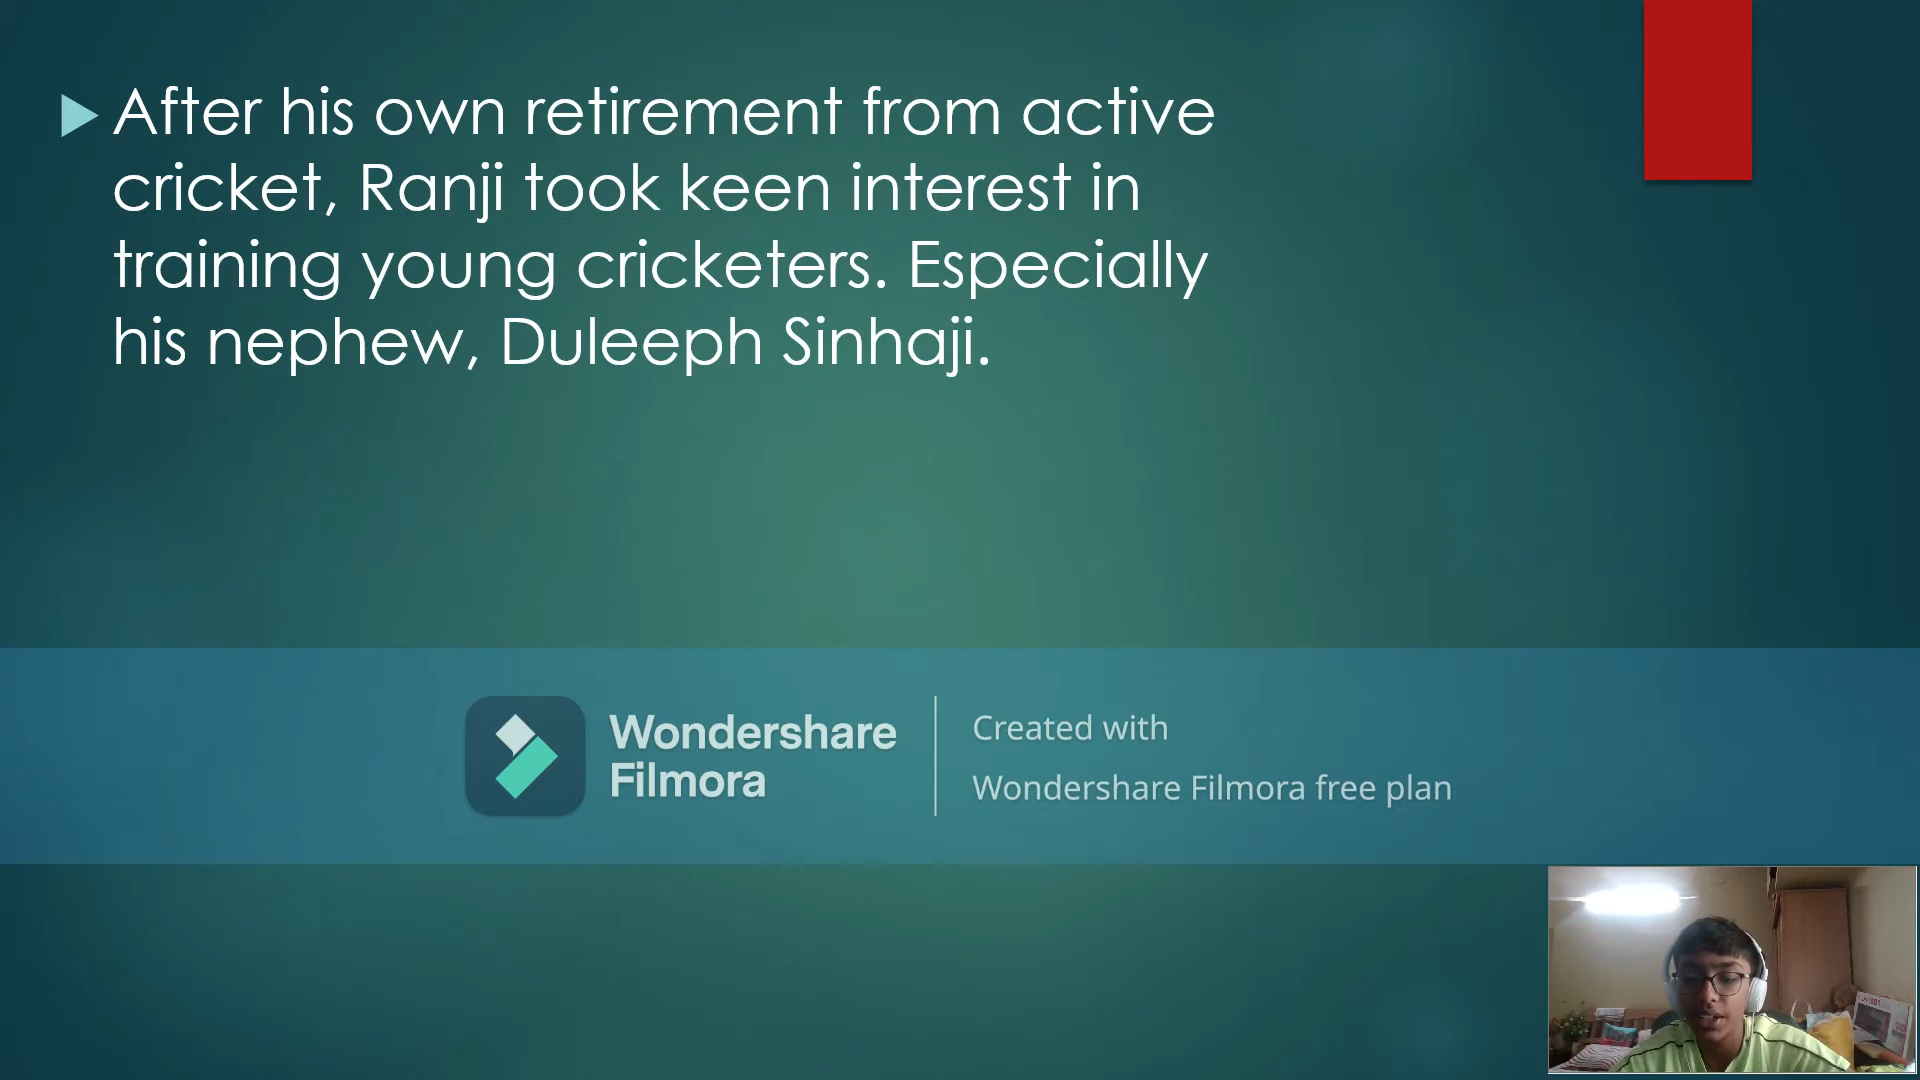 After his own retirement from active
cricket, Ranji took keen interest in
training young cricketers. Especially
his nephew, Duleeph Sinhaji.
Wondershare
Filmora
Created with
Wondershare Filmora free plan